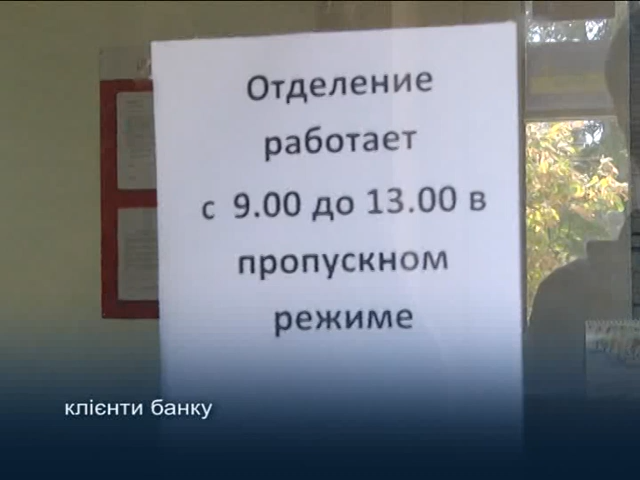 Отделение
работает
с 9.00 до 13.00 в
пропускном
режиме
клієнти банку